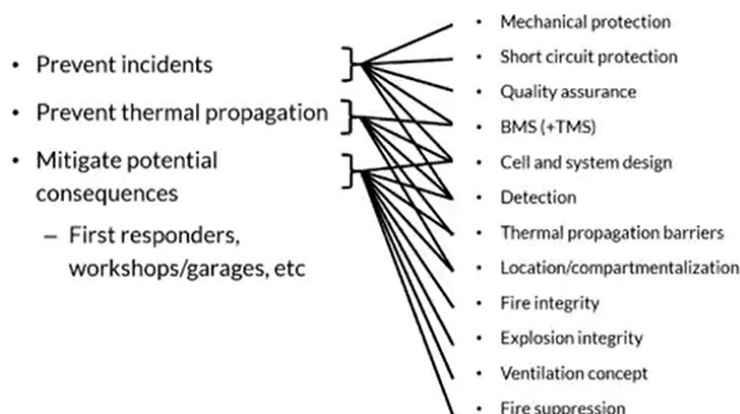 • Prevent incidents
• Prevent thermal propagation
• Mitigate potential
consequences
– First responders,
workshops/garages, etc
• Mechanical protection
• Short circuit protection
• Quality assurance
• BMS (+TMS)
• Cell and system design
• Detection
• Thermal propagation barriers
• Location/compartmentalization
• Fire integrity
• Explosion integrity
• Ventilation concept
• Fire suppression